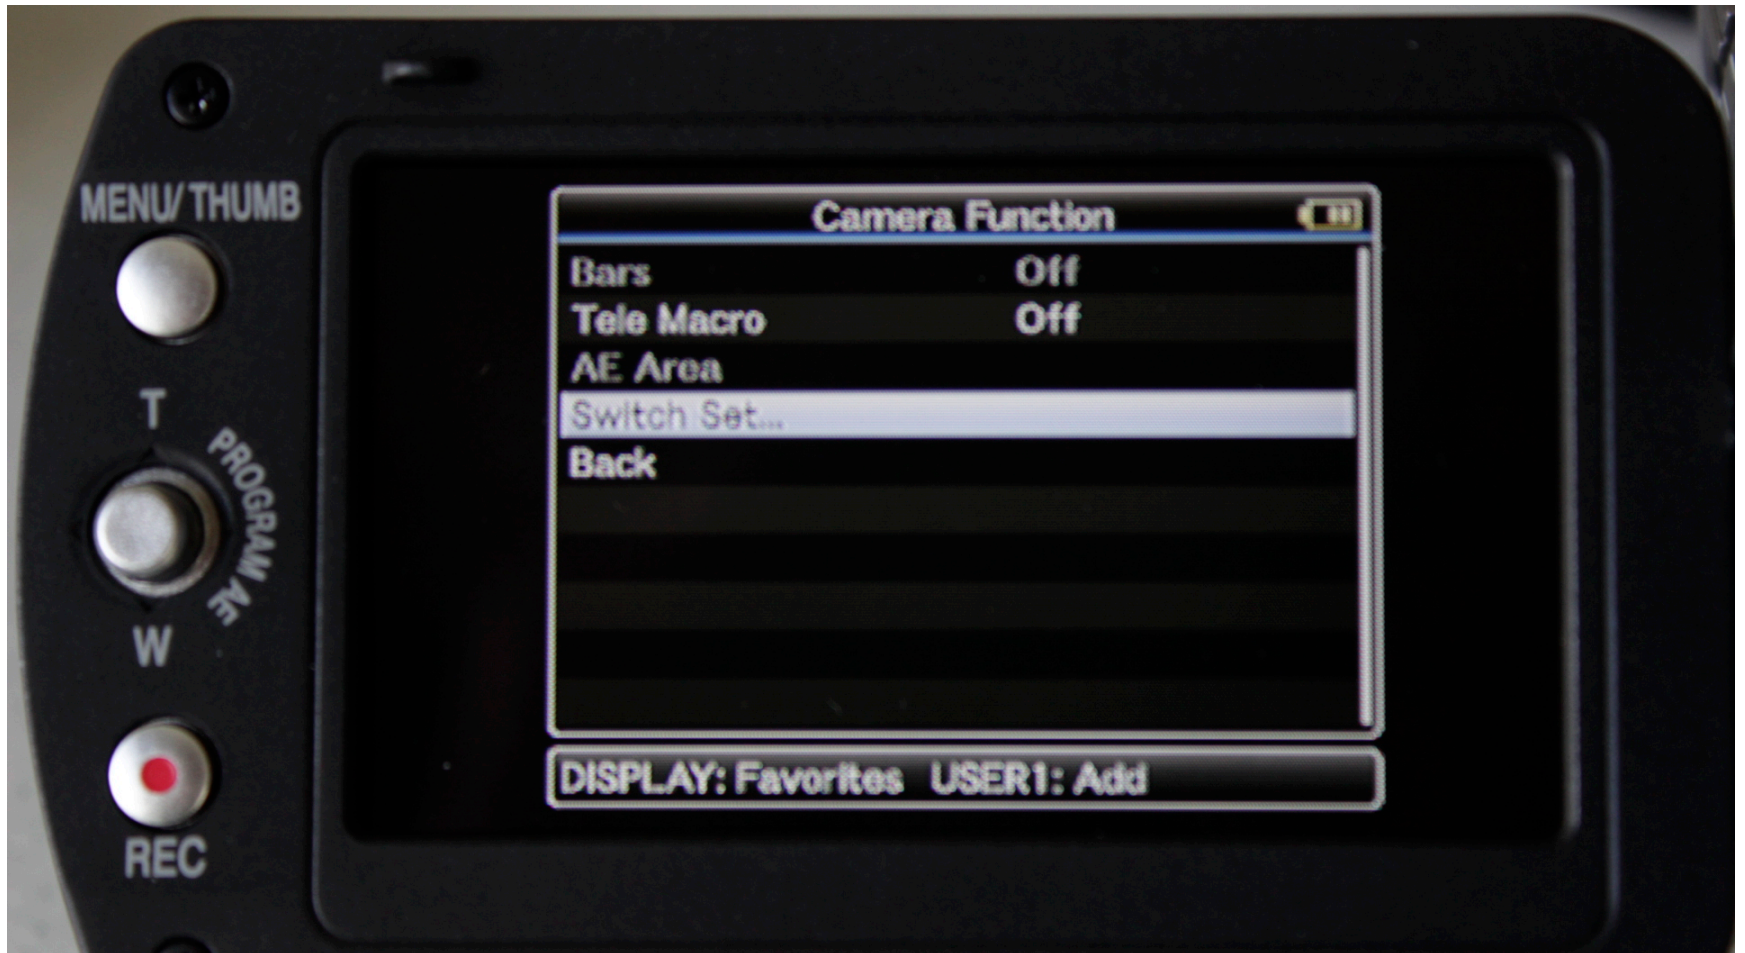 MENU/THUMB
T
PROGRAM AE
W
REC
Camera Function
Bars Off
Tele Macro Off
AE Area
Switch Set...
Back
DISPLAY: Favorites USER1: Add